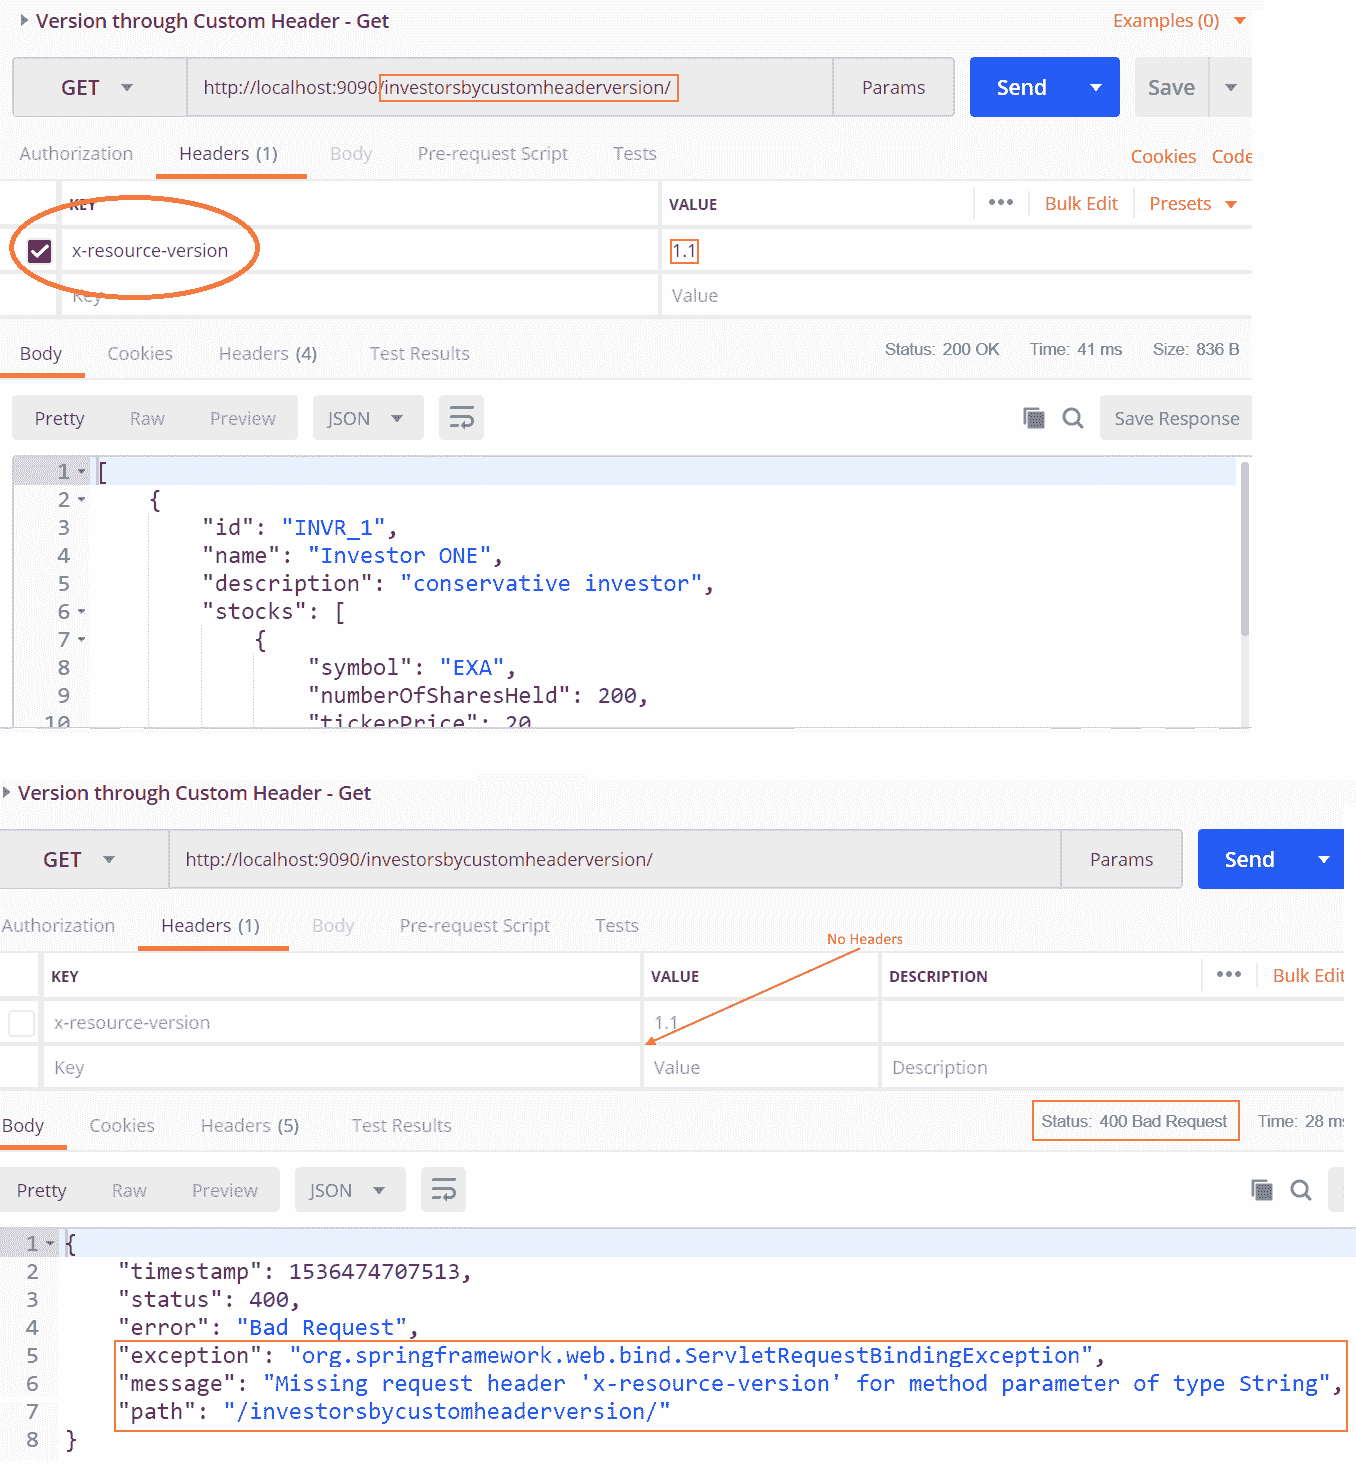 Version through Custom Header - Get Examples (0)
GET http://localhost:9090/investorsbycustomheaderversion/ Params Send Save
Authorization Headers (1) Body Pre-request Script Tests Cookies Code
KEY VALUE ••• Bulk Edit Presets
x-resource-version 1.1
Key Value
Body Cookies Headers (4) Test Results Status: 200 OK Time: 41 ms Size: 836 B
Pretty Raw Preview JSON Save Response
1 [
2 {
3 "id": "INVR_1",
4 "name": "Investor ONE",
5 "description": "conservative investor",
6 "stocks": [
7 {
8 "symbol": "EXA",
9 "numberOfSharesHeld": 200,
10 "tickerPrice": 20
Version through Custom Header - Get
GET http://localhost:9090/investorsbycustomheaderversion/ Params Send
Authorization Headers (1) Body Pre-request Script Tests
No Headers
KEY VALUE DESCRIPTION ••• Bulk Edit
x-resource-version 1.1
Key Value Description
Body Cookies Headers (5) Test Results Status: 400 Bad Request Time: 28 ms
Pretty Raw Preview JSON
1 {
2 "timestamp": 1536474707513,
3 "status": 400,
4 "error": "Bad Request",
5 "exception": "org.springframework.web.bind.ServletRequestBindingException",
6 "message": "Missing request header 'x-resource-version' for method parameter of type String",
7 "path": "/investorsbycustomheaderversion/"
8 }